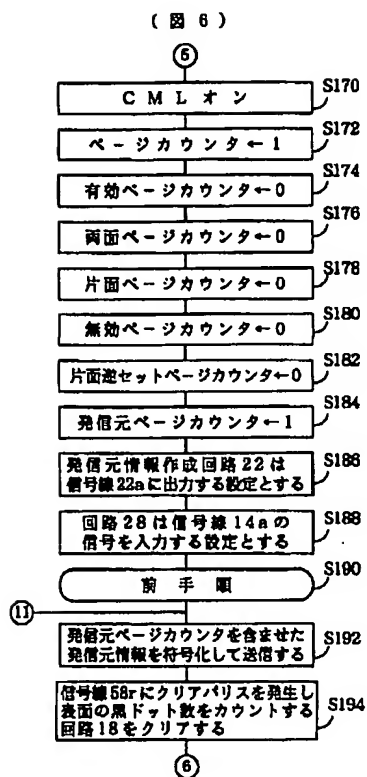 (図 6)
5
CMLオン
S170
ページカウンタ←1
S172
有効ページカウンタ←0
S174
両面ページカウンタ←0
S176
片面ページカウンタ←0
S178
無効ページカウンタ←0
S180
片面逆セットページカウンタ←0
S182
発信元ページカウンタ←1
S184
発信元情報作成回路22は
信号線22aに出力する設定とする
S186
回路28は信号線14aの
信号を入力する設定とする
S188
前手順
S190
11
発信元ページカウンタを含ませた
発信元情報を符号化して送信する
S192
信号線58rにクリアパリスを発生し
表面の黒ドット数をカウントする
回路18をクリアする
S194
6